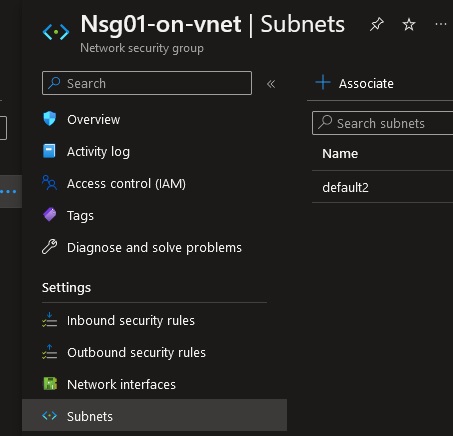 Nsg01-on-vnet | Subnets
Network security group
Search
Overview
Activity log
Access control (IAM)
Tags
Diagnose and solve problems
Settings
Inbound security rules
Outbound security rules
Network interfaces
Subnets
Associate
Search subnets
Name
default2